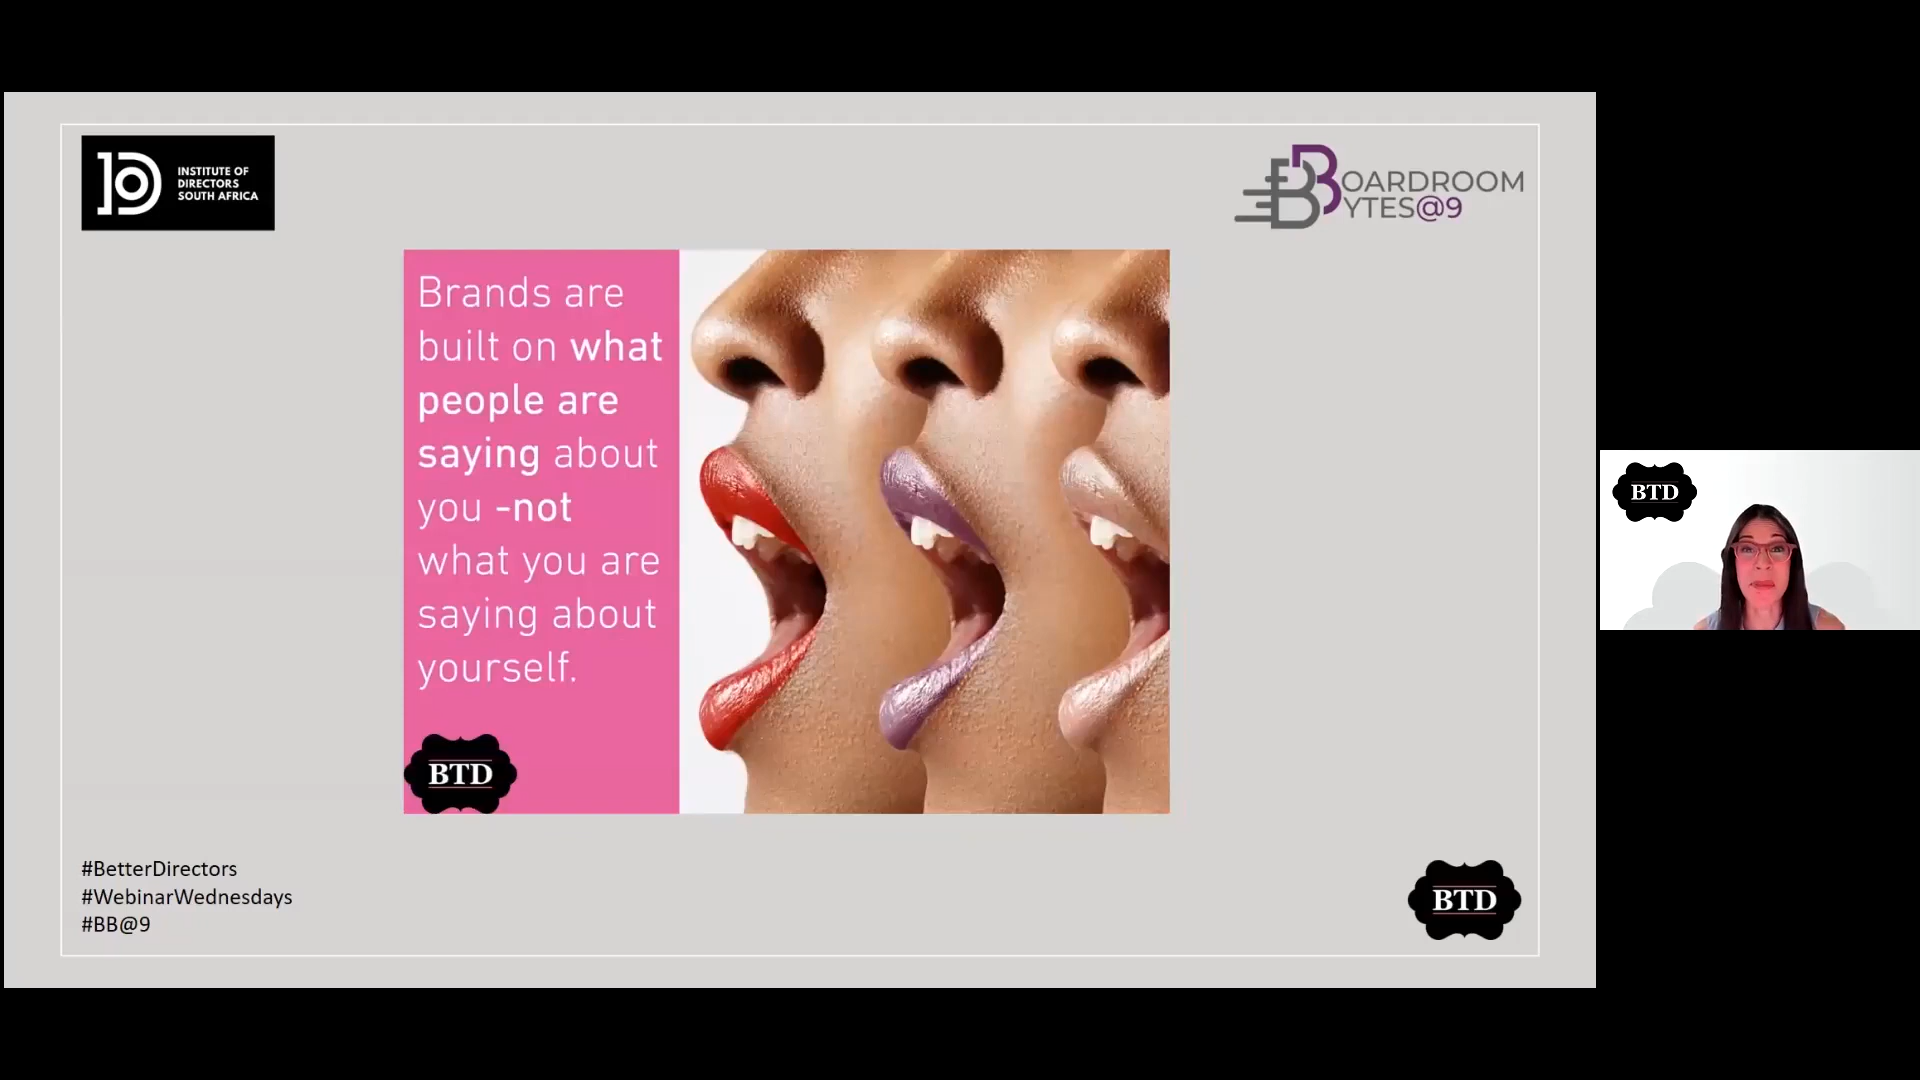 INSTITUTE OF
DIRECTORS
SOUTH AFRICA
BOARDROOM
BYTES@9
Brands are
built on what
people are
saying about
you -not
what you are
saying about
yourself.
BTD
#BetterDirectors
#WebinarWednesdays
#BB@9
BTD
BTD